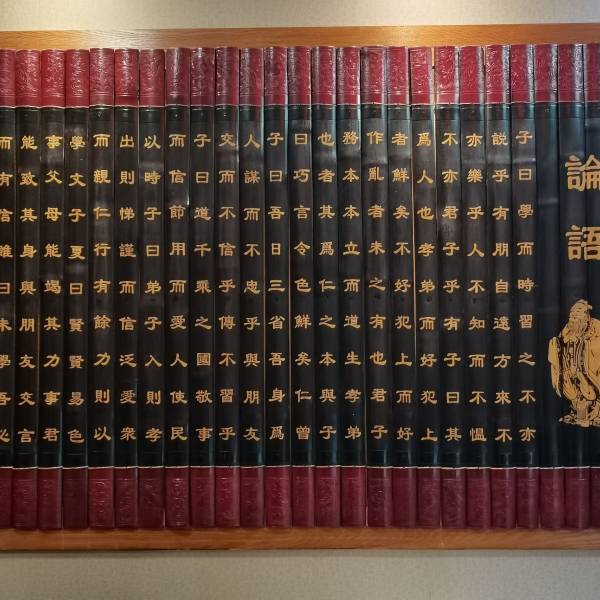 論語
子曰學而時習之不亦
說乎有朋自遠方來不
亦樂乎人不知而不慍
不亦君子乎有子曰其
爲人也孝弟而好犯上
者鮮矣不好犯上而好
作亂者未之有也君子
務本本立而道生孝弟
也者其爲仁之本與子
曰巧言令色鮮矣仁曾
子曰吾日三省吾身爲
人謀而不忠乎與朋友
交而不信乎傳不習乎
子曰道千乘之國敬事
而信節用而愛人使民
以時子曰弟子入則孝
出則悌謹而信泛愛衆
而親仁行有餘力則以
學文子夏曰賢賢易色
事父母能竭其力事君
能致其身與朋友交言
而有信雖曰未學吾必